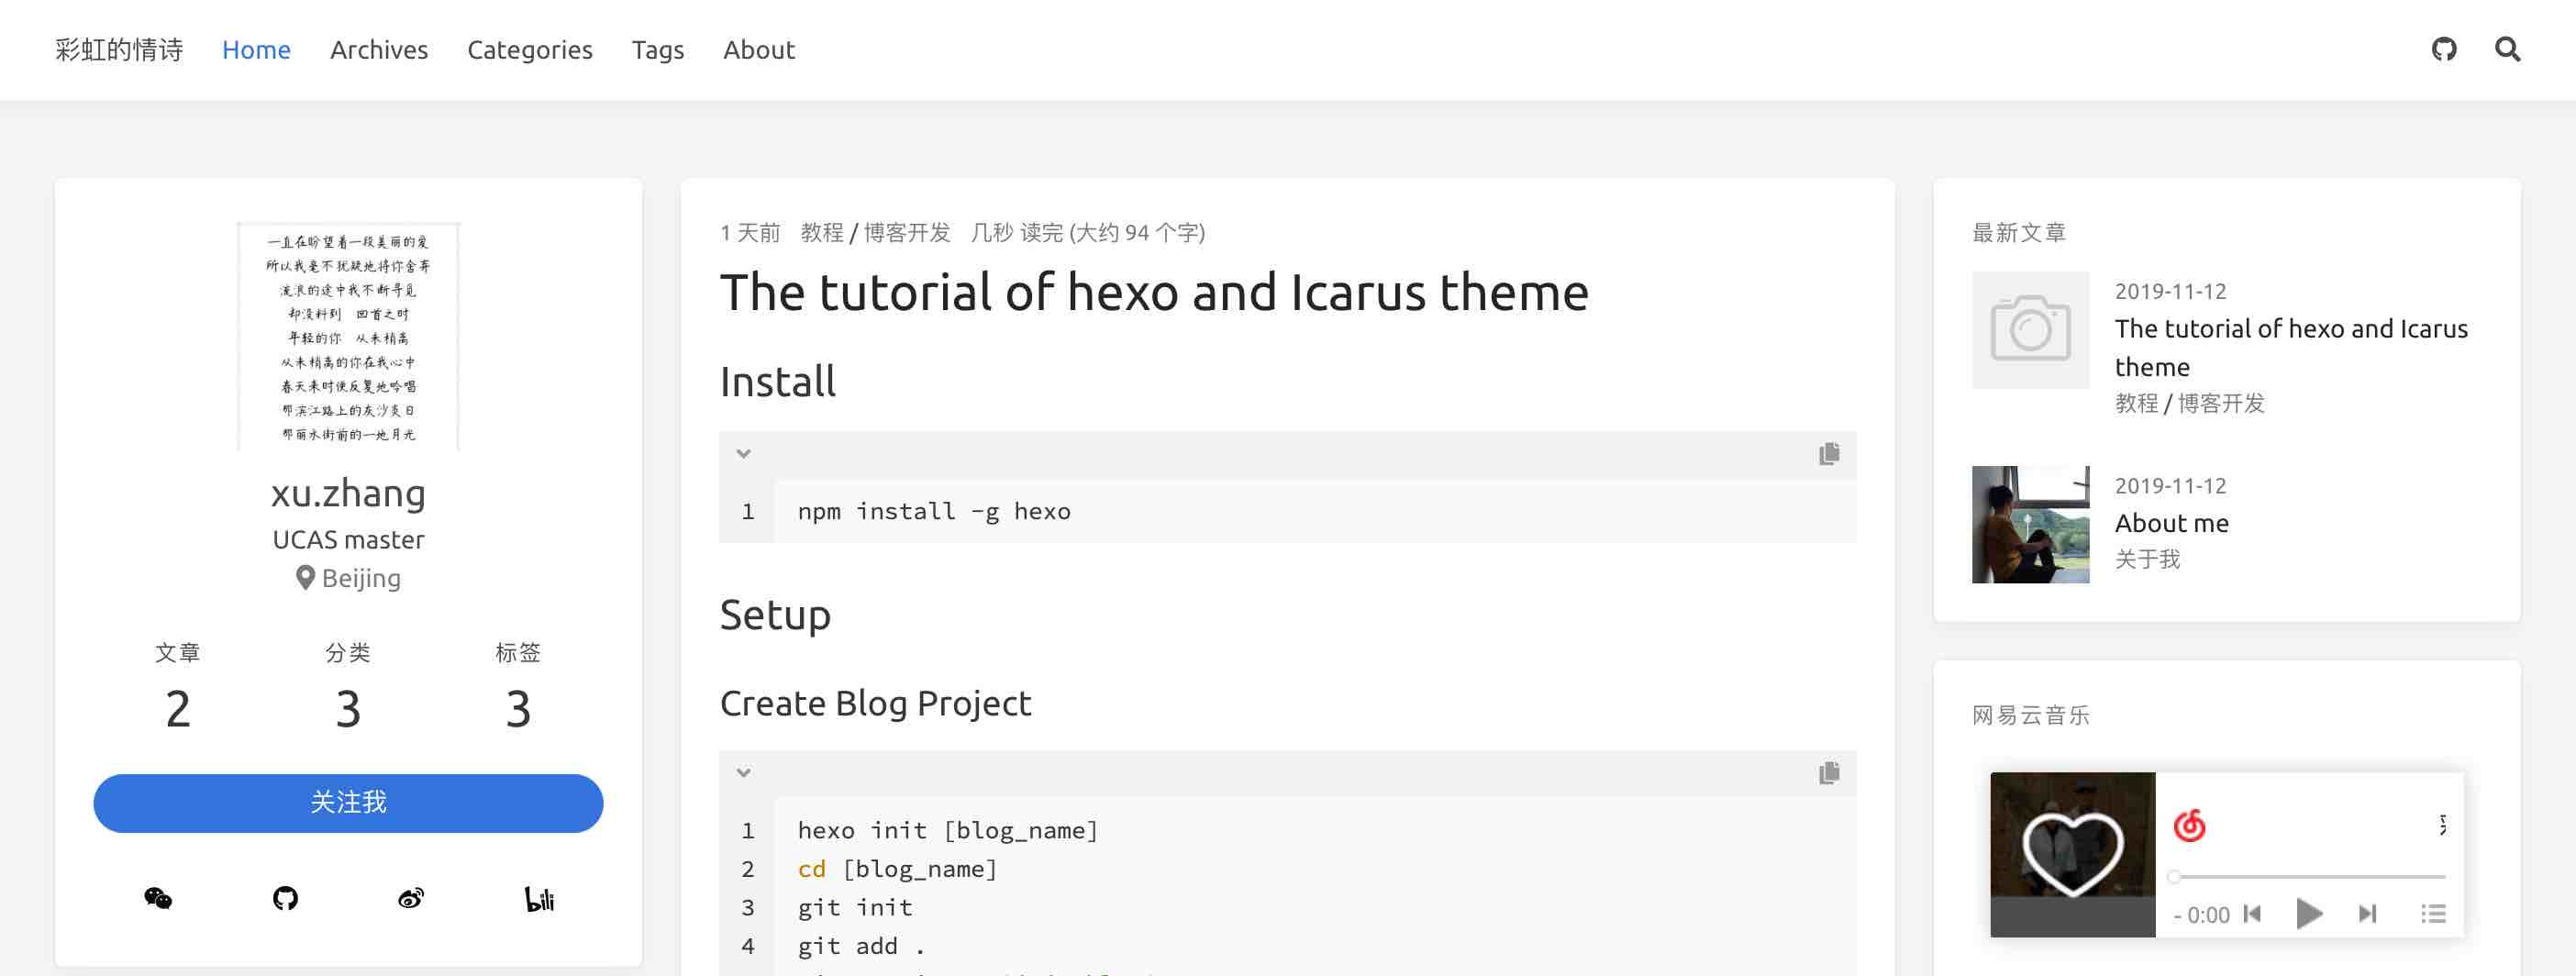 彩虹的情诗 Home Archives Categories Tags About
一直在盼望着一段美丽的爱
所以我毫不犹疑地将你舍弃
流浪的途中我不断寻觅
却没料到 回首之时
年轻的你 从未稍离
从未稍离的你在我心中
春天来时便反复地吟唱
那滨江路上的灰沙炎日
那丽水街前的一地月光
xu.zhang
UCAS master
Beijing
文章 分类 标签
2 3 3
关注我
bili
1 天前 教程 / 博客开发 几秒 读完 (大约 94 个字)
The tutorial of hexo and Icarus theme
Install
1 npm install -g hexo
Setup
Create Blog Project
1 hexo init [blog_name]
2 cd [blog_name]
3 git init
4 git add .
最新文章
2019-11-12
The tutorial of hexo and Icarus
theme
教程 / 博客开发
2019-11-12
About me
关于我
网易云音乐
- 0:00